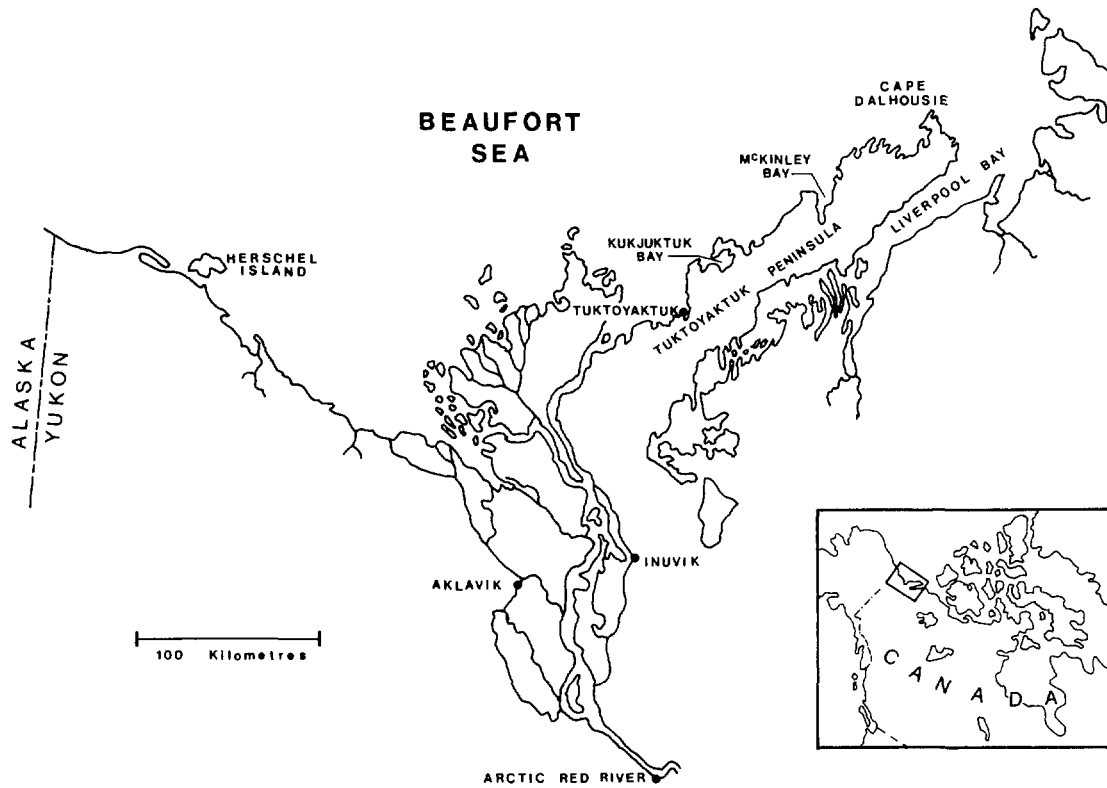 CAPE
DALHOUSIE
BEAUFORT
SEA
McKINLEY
BAY
LIVERPOOL BAY
HERSCHEL
ISLAND
KUKJUKTUK
BAY
TUKTOYAKTUK PENINSULA
TUKTOYAKTUK
ALASKA
YUKON
INUVIK
AKLAVIK
100 Kilometres
CANADA
ARCTIC RED RIVER